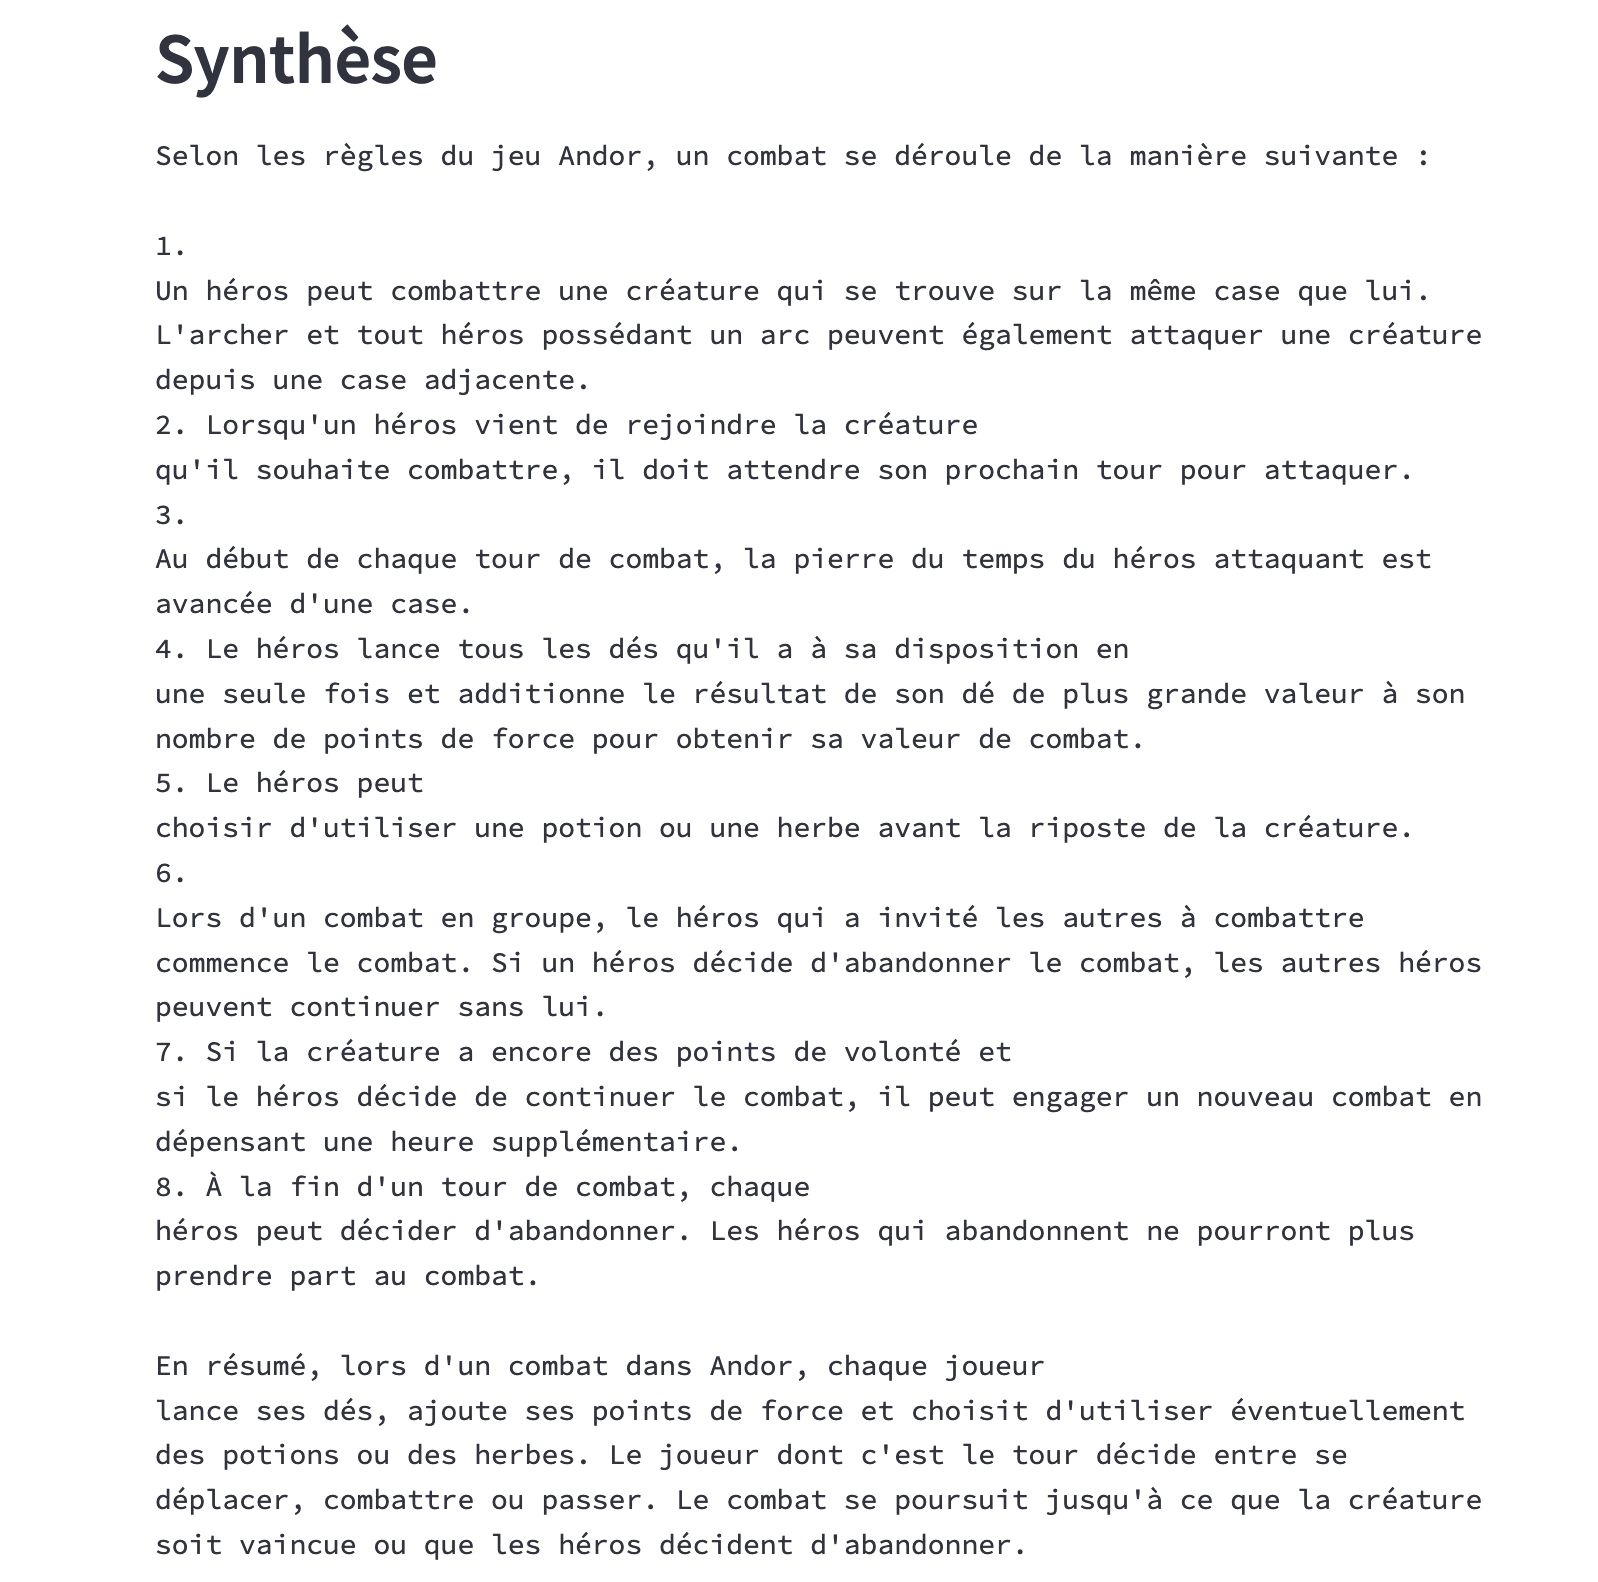 Synthèse
Selon les règles du jeu Andor, un combat se déroule de la manière suivante :
1.
Un héros peut combattre une créature qui se trouve sur la même case que lui.
L'archer et tout héros possédant un arc peuvent également attaquer une créature
depuis une case adjacente.
2. Lorsqu'un héros vient de rejoindre la créature
qu'il souhaite combattre, il doit attendre son prochain tour pour attaquer.
3.
Au début de chaque tour de combat, la pierre du temps du héros attaquant est
avancée d'une case.
4. Le héros lance tous les dés qu'il a à sa disposition en
une seule fois et additionne le résultat de son dé de plus grande valeur à son
nombre de points de force pour obtenir sa valeur de combat.
5. Le héros peut
choisir d'utiliser une potion ou une herbe avant la riposte de la créature.
6.
Lors d'un combat en groupe, le héros qui a invité les autres à combattre
commence le combat. Si un héros décide d'abandonner le combat, les autres héros
peuvent continuer sans lui.
7. Si la créature a encore des points de volonté et
si le héros décide de continuer le combat, il peut engager un nouveau combat en
dépensant une heure supplémentaire.
8. À la fin d'un tour de combat, chaque
héros peut décider d'abandonner. Les héros qui abandonnent ne pourront plus
prendre part au combat.
En résumé, lors d'un combat dans Andor, chaque joueur
lance ses dés, ajoute ses points de force et choisit d'utiliser éventuellement
des potions ou des herbes. Le joueur dont c'est le tour décide entre se
déplacer, combattre ou passer. Le combat se poursuit jusqu'à ce que la créature
soit vaincue ou que les héros décident d'abandonner.